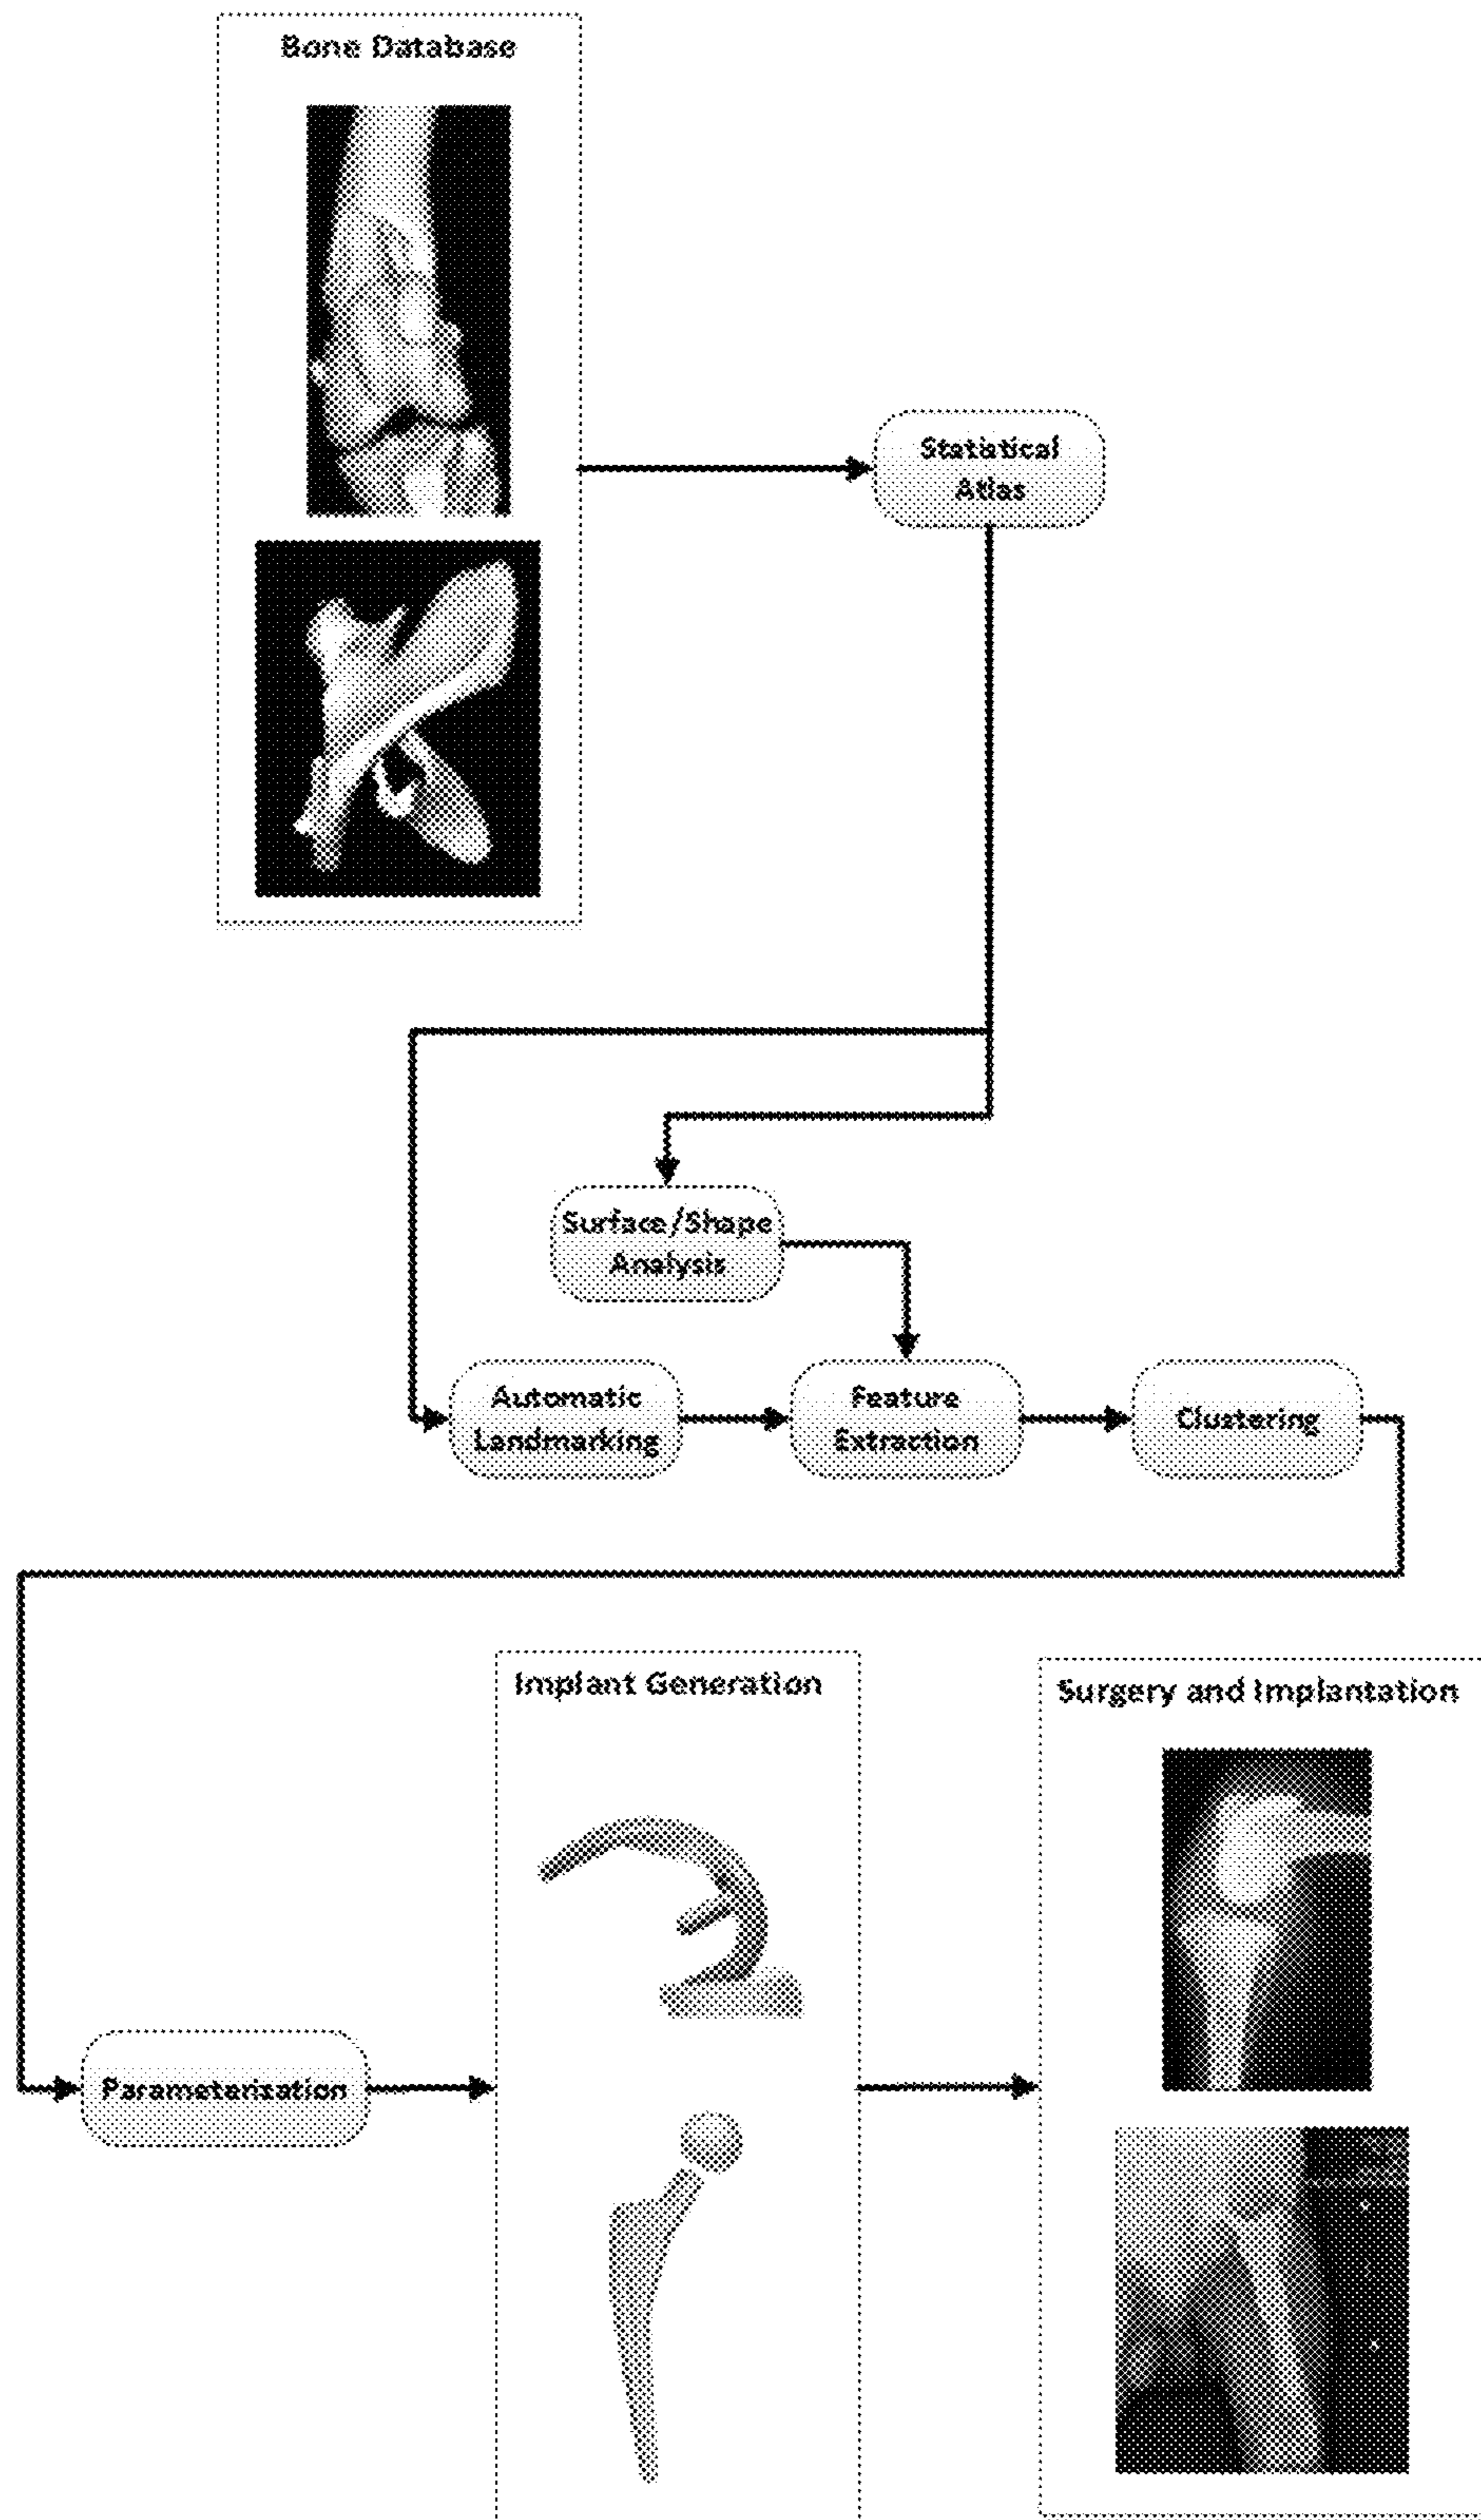 Bone Database
Statistical
Atlas
Surface/Shape
Analysis
Automatic
Landmarking
Feature
Extraction
Clustering
Parameterization
Implant Generation
Surgery and Implantation